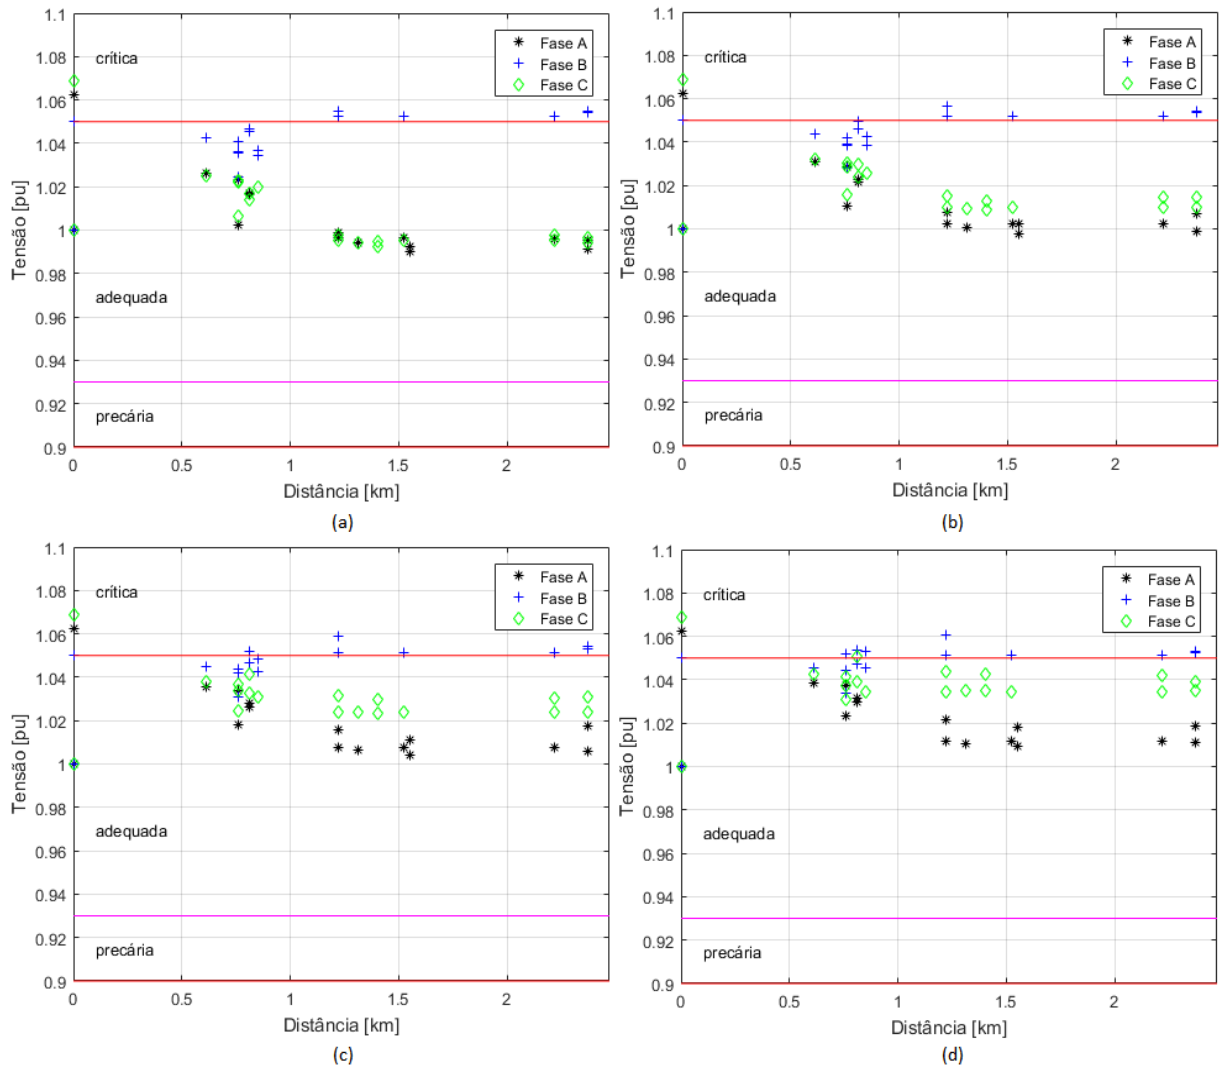 1.1
1.08
1.06
1.04
1.02
1
0.98
0.96
0.94
0.92
0.9
Tensão [pu]
crítica
adequada
precária
Fase A
Fase B
Fase C
0
0.5
1
1.5
2
Distância [km]
(a)
1.1
1.08
1.06
1.04
1.02
1
0.98
0.96
0.94
0.92
0.9
Tensão [pu]
crítica
adequada
precária
Fase A
Fase B
Fase C
0
0.5
1
1.5
2
Distância [km]
(b)
1.1
1.08
1.06
1.04
1.02
1
0.98
0.96
0.94
0.92
0.9
Tensão [pu]
crítica
adequada
precária
Fase A
Fase B
Fase C
0
0.5
1
1.5
2
Distância [km]
(c)
1.1
1.08
1.06
1.04
1.02
1
0.98
0.96
0.94
0.92
0.9
Tensão [pu]
crítica
adequada
precária
Fase A
Fase B
Fase C
0
0.5
1
1.5
2
Distância [km]
(d)